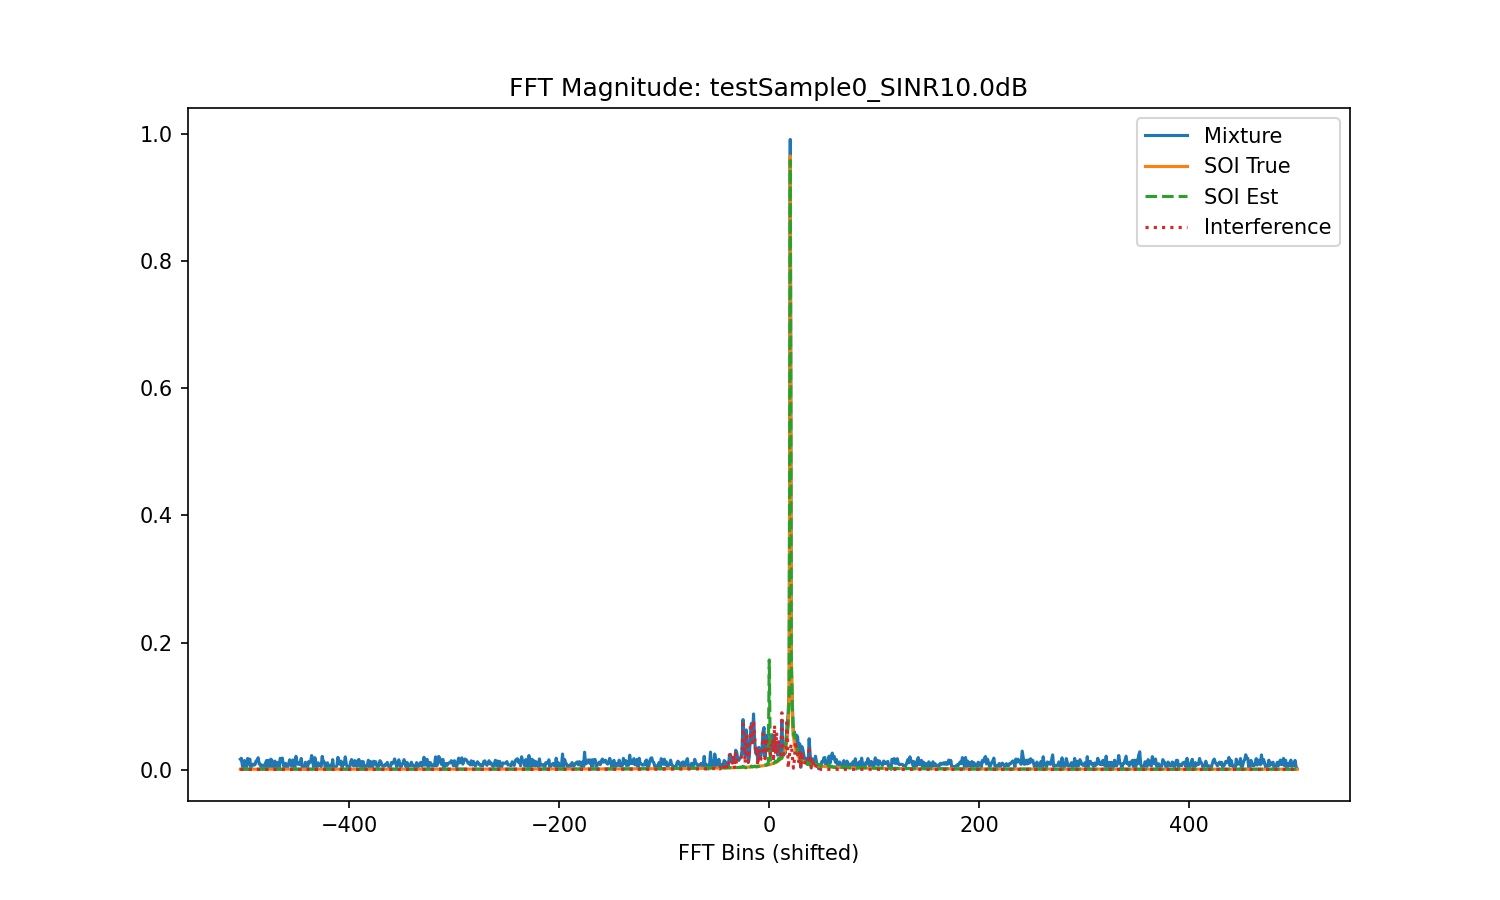 FFT Magnitude: testSample0_SINR10.0dB
Mixture
SOI True
SOI Est
Interference
1.0
0.8
0.6
0.4
0.2
0.0
−400 −200 0 200 400
FFT Bins (shifted)